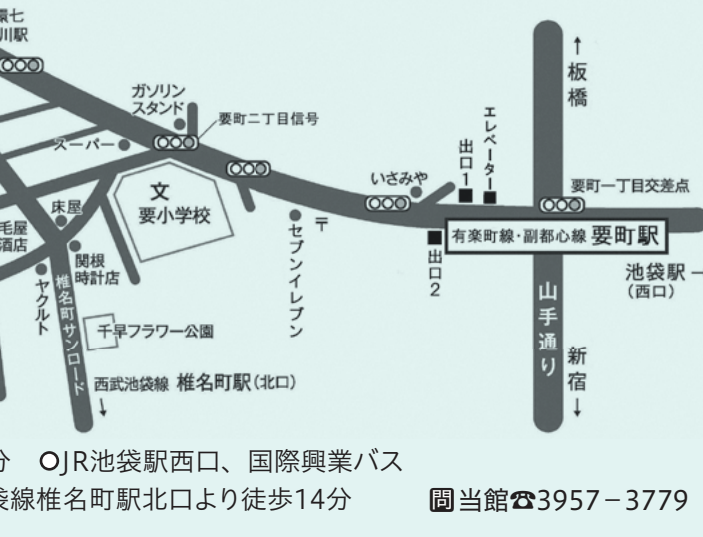 環七
川駅
ガソリン
スタンド
要町二丁目信号
スーパー
文
要小学校
床屋
毛屋
酒店
関根
時計店
ヤクルト
椎名町サンロード
千早フラワー公園
西武池袋線 椎名町駅(北口)
↓
セブンイレブン
〒
いさみや
出口1
エレベーター
出口2
↑板橋
要町一丁目交差点
有楽町線・副都心線 要町駅
池袋駅
(西口)
山手通り
新宿↓
分 ○JR池袋駅西口、国際興業バス
袋線椎名町駅北口より徒歩14分 問当館☎3957-3779